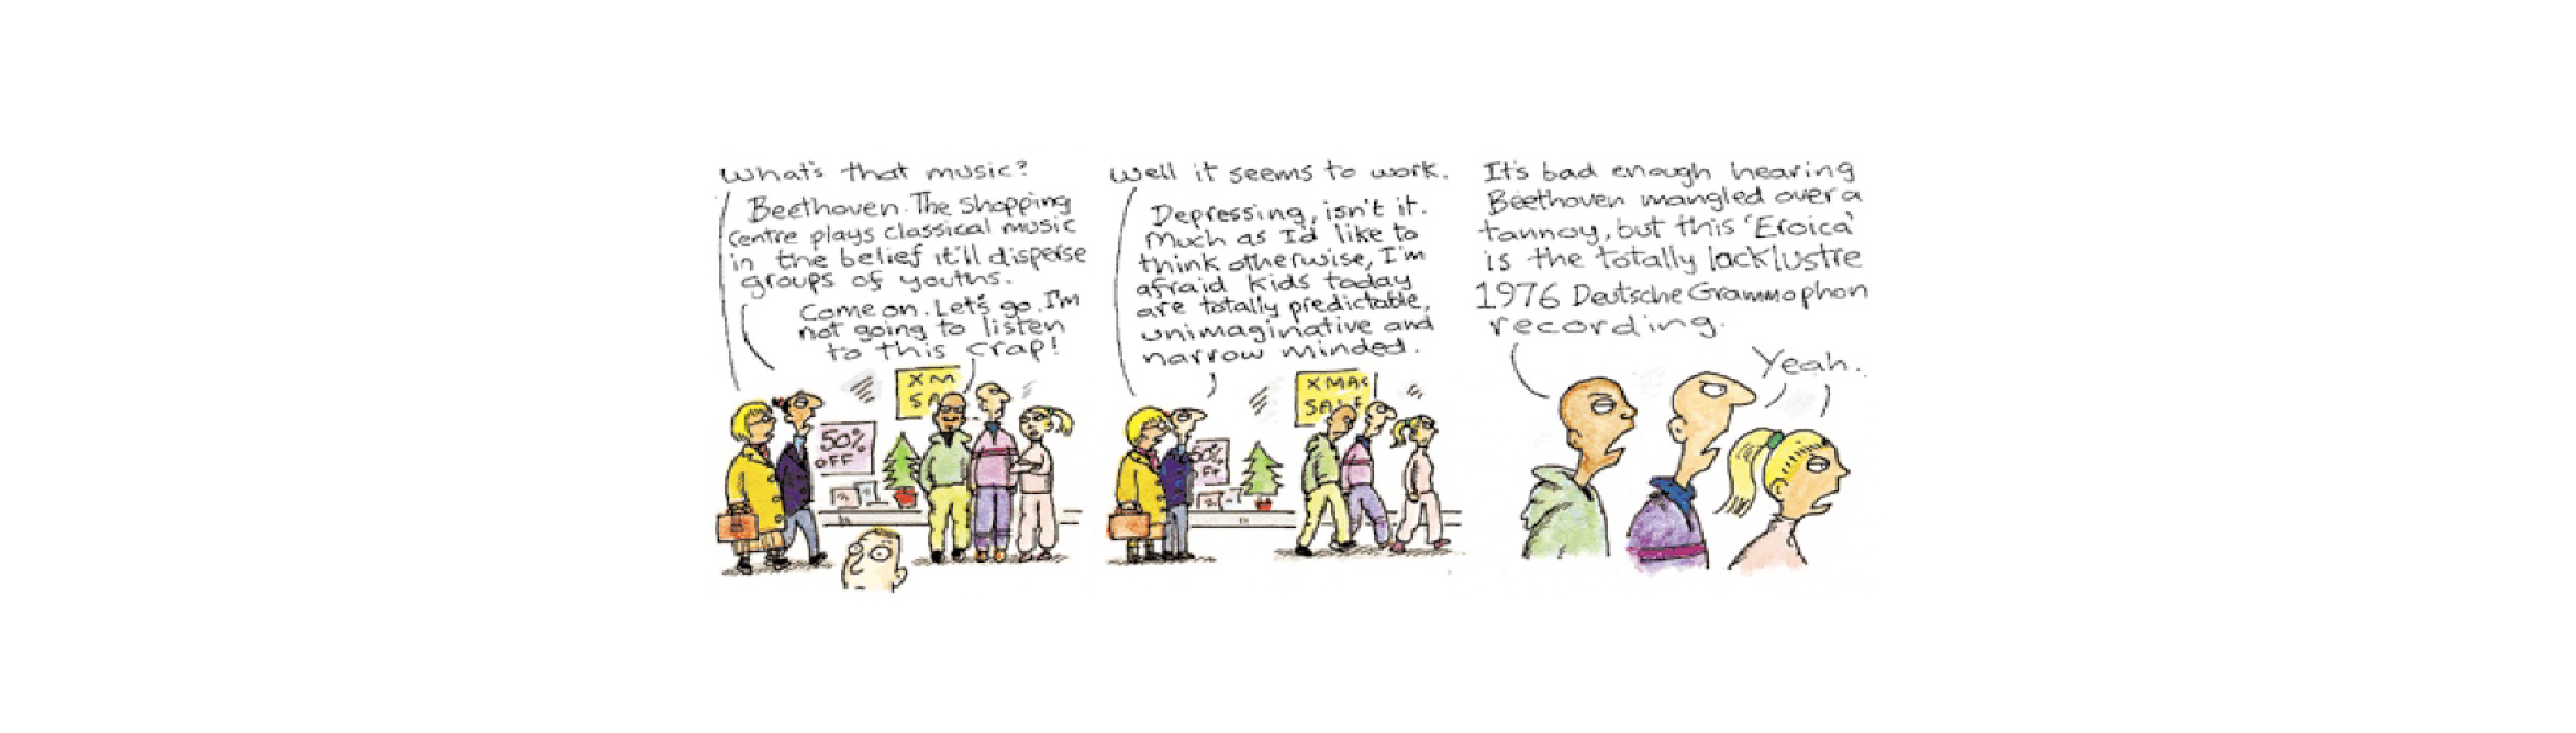 What's that music?
Beethoven. The shopping
centre plays classical music
in the belief it'll disperse
groups of youths.
Come on. Let's go. I'm
not going to listen
to this crap!
XM
SA
50%
OFF
Well it seems to work.
Depressing, isn't it.
Much as I'd like to
think otherwise, I'm
afraid kids today
are totally predictable,
unimaginative and
narrow minded.
XMAS
SALE
50%
FF
It's bad enough hearing
Beethoven mangled over a
tannoy, but this 'Eroica'
is the totally lacklustre
1976 Deutsche Grammophon
recording.
Yeah.